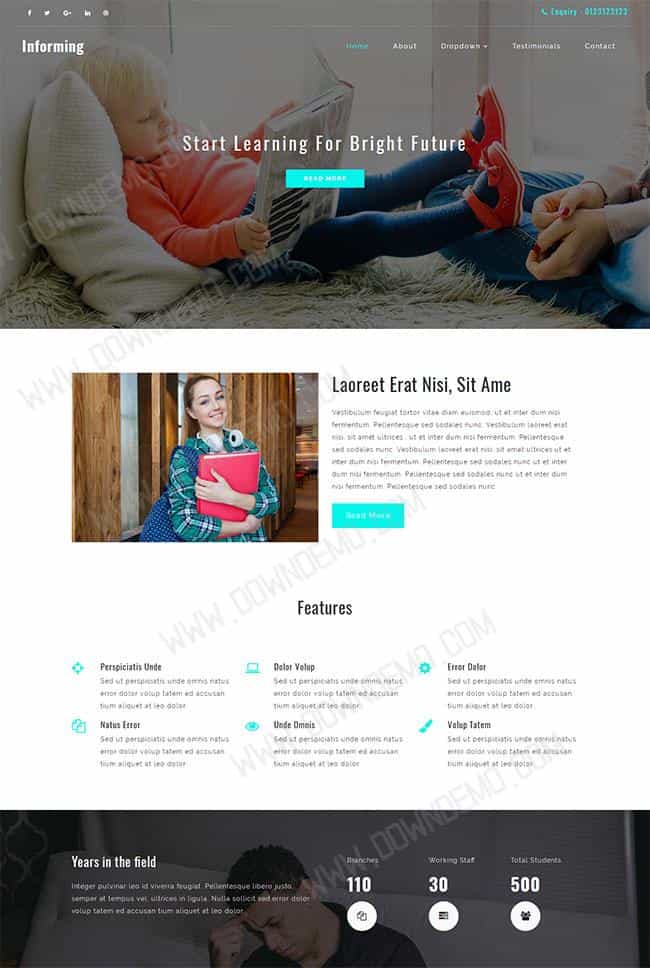 Enquiry : 0123123123
Informing
Home About Dropdown Testimonials Contact
Start Learning For Bright Future
READ MORE
Laoreet Erat Nisi, Sit Ame
Vestibulum feugiat tortor vitae diam euismod, ut et inter dum nisi
fermentum. Pellentesque sed sodales nunc. Vestibulum laoreet erat
nisi, sit amet ultrices , ut et inter dum nisi fermentum. Pellentesque
sed sodales nunc. Vestibulum laoreet erat nisi, sit amet ultrices ut et
inter dum nisi fermentum. Pellentesque sed sodales nunc ut et inter
dum nisi fermentum. Pellentesque sed sodales nunc ut et inter dum
nisi fermentum. Pellentesque sed sodales nunc.
Read More
Features
Perspiciatis Unde
Sed ut perspiciatis unde omnis natus
error dolor volup tatem ed accusan
tium aliquet at leo dolor.
Dolor Volup
Sed ut perspiciatis unde omnis natus
error dolor volup tatem ed accusan
tium aliquet at leo dolor.
Error Dolor
Sed ut perspiciatis unde omnis natus
error dolor volup tatem ed accusan
tium aliquet at leo dolor.
Natus Error
Sed ut perspiciatis unde omnis natus
error dolor volup tatem ed accusan
tium aliquet at leo dolor.
Unde Omnis
Sed ut perspiciatis unde omnis natus
error dolor volup tatem ed accusan
tium aliquet at leo dolor.
Volup Tatem
Sed ut perspiciatis unde omnis natus
error dolor volup tatem ed accusan
tium aliquet at leo dolor.
Years in the field
Integer pulvinar leo id viverra feugiat. Pellentesque libero justo,
semper at tempus vel, ultrices in ligula. Nulla sollicit sed error dolor
volup tatem ed accusan tium aliquet at leo dolor.
Branches
110
Working Staff
30
Total Students
500
WWW.DOWNDEMO.COM
WWW.DOWNDEMO.COM
WWW.DOWNDEMO.COM
WWW.DOWNDEMO.COM
WWW.DOWNDEMO.COM